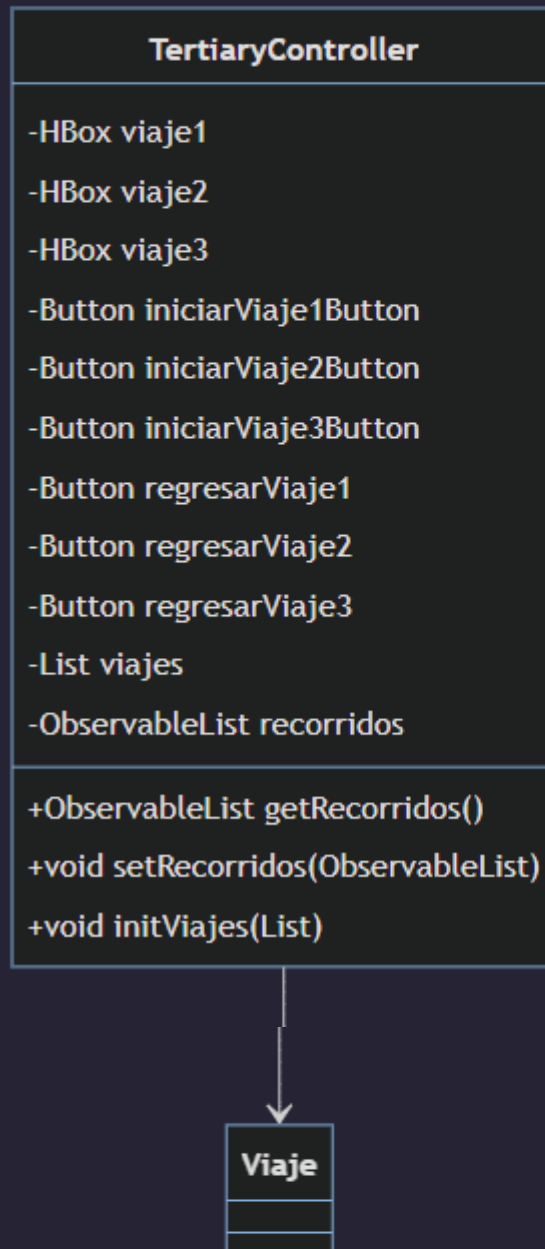 TertiaryController
-HBox viaje1
-HBox viaje2
-HBox viaje3
-Button iniciarViaje1Button
-Button iniciarViaje2Button
-Button iniciarViaje3Button
-Button regresarViaje1
-Button regresarViaje2
-Button regresarViaje3
-List viajes
-ObservableList recorridos
+ObservableList getRecorridos()
+void setRecorridos(ObservableList)
+void initViajes(List)
Viaje